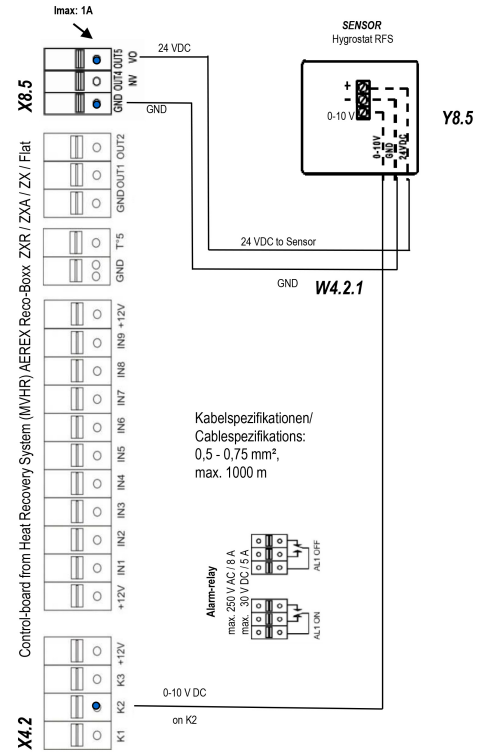 Imax: 1A
SENSOR
Hygrostat RFS
X8.5
OUT5 VO
OUT4 NV
GND
24 VDC
GND
+
-
0-10 V
0-10V
GND
24VDC
Y8.5
Control-board from Heat Recovery System (MVHR) AEREX Reco-Boxx ZXR / ZXA / ZX / Flat
OUT2
OUT1
GND
T°5
GND
24 VDC to Sensor
GND
W4.2.1
+12V
IN9
IN8
IN7
IN6
IN5
IN4
IN3
IN2
IN1
+12V
Kabelspezifikationen/
Cablespezifikations:
0,5 - 0,75 mm²,
max. 1000 m
Alarm-relay
max. 250 V AC / 8 A
max. 30 V DC / 5 A
AL1 OFF
AL1 ON
X4.2
+12V
K3
K2
K1
0-10 V DC
on K2